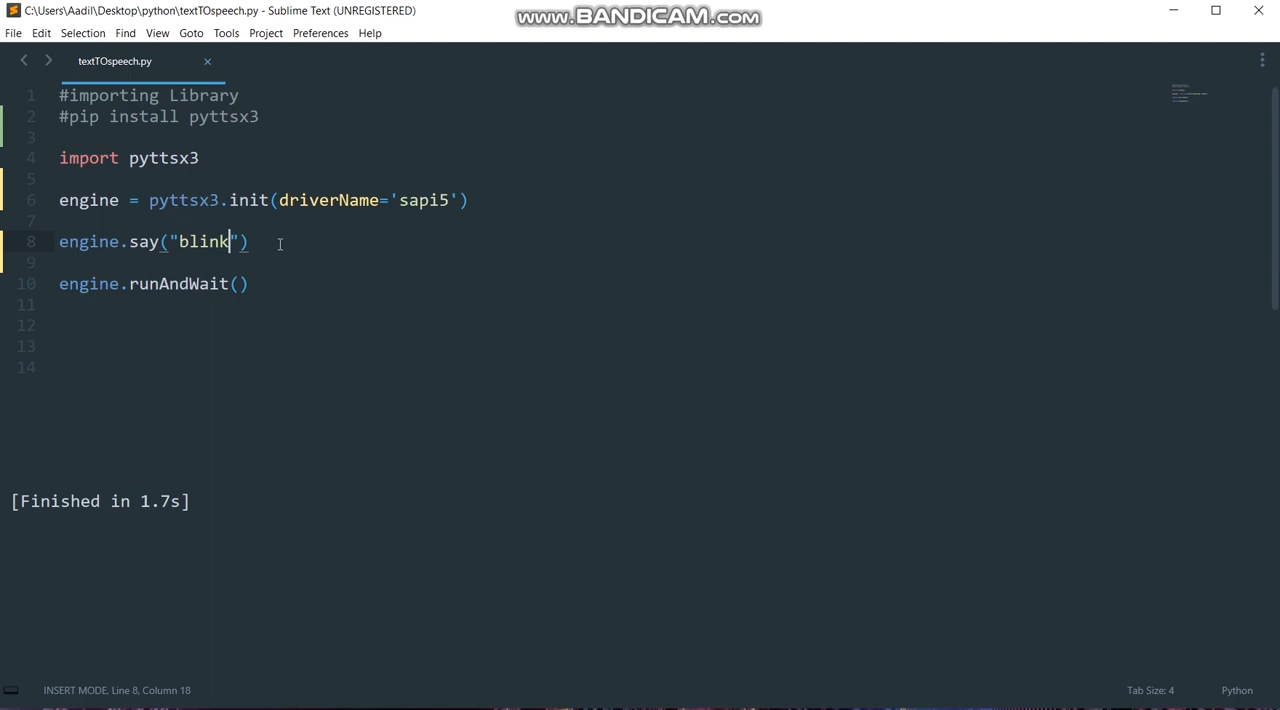 C:\Users\Aadil\Desktop\python\textTOspeech.py - Sublime Text (UNREGISTERED)
www.BANDICAM.com
File Edit Selection Find View Goto Tools Project Preferences Help
textTOspeech.py
1 #importing Library
2 #pip install pyttsx3
3
4 import pyttsx3
5
6 engine = pyttsx3.init(driverName='sapi5')
7
8 engine.say("blink")
9
10 engine.runAndWait()
11
12
13
14
[Finished in 1.7s]
INSERT MODE, Line 8, Column 18
Tab Size: 4
Python